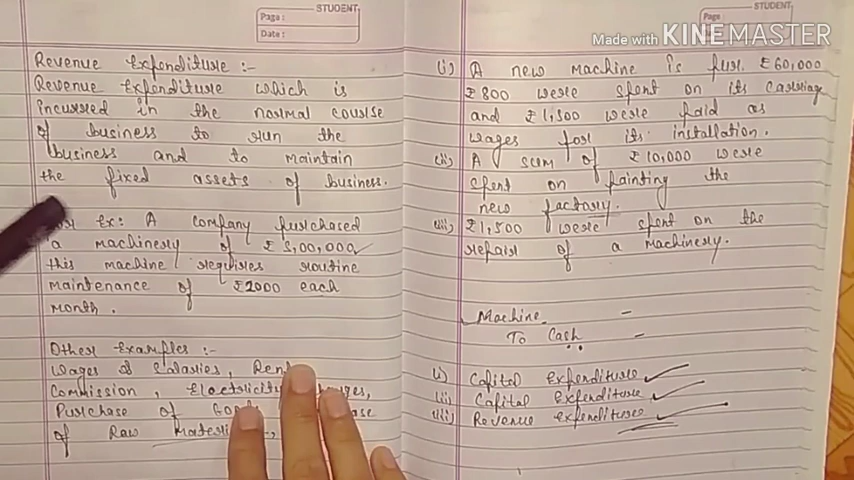 STUDENT
Page :
Date :
Revenue Expenditure :-
Revenue Expenditure which is
incurred in the normal course
of business to run the
business and to maintain
the fixed assets of business.
Ex: A company purchased
a machinery of ₹ 5,00,000
this machine requires routine
maintenance of ₹2000 each
month.
Other Examples :-
Wages & Salaries, Rent
Commission, Electricity
Purchase of
of Raw
STUDENT
Page
Made with KINEMASTER
(i) A new machine is pur. ₹60,000
₹800 were spent on its carriage
and ₹1,500 were paid as
wages for its installation.
(ii) A sum of ₹10,000 were
spent on painting the
new factory.
(iii) ₹1,500 were spent on the
repair of a machinery.
Machine -
To Cash -
(i) Capital Expenditure
(ii) Capital Expenditure
(iii) Revenue Expenditure